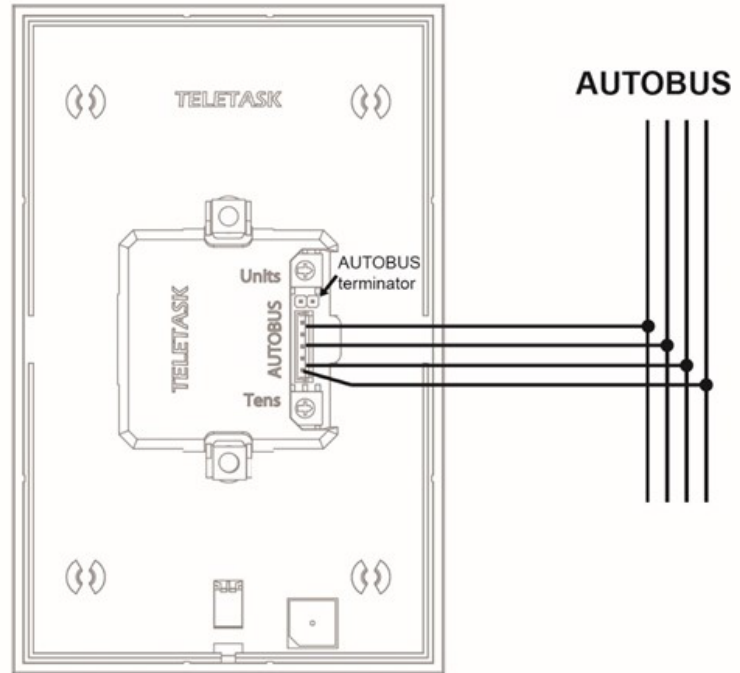 AUTOBUS
TELETASK
Units
AUTOBUS
terminator
TELETASK
AUTOBUS
Tens